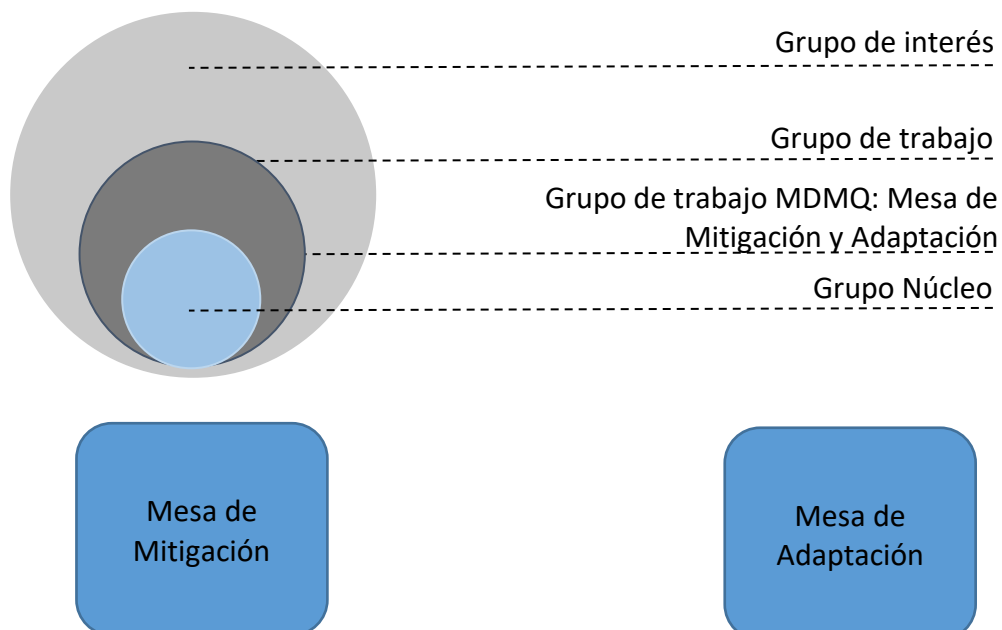 Grupo de interés
Grupo de trabajo
Grupo de trabajo MDMQ: Mesa de
Mitigación y Adaptación
Grupo Núcleo
Mesa de
Mitigación
Mesa de
Adaptación